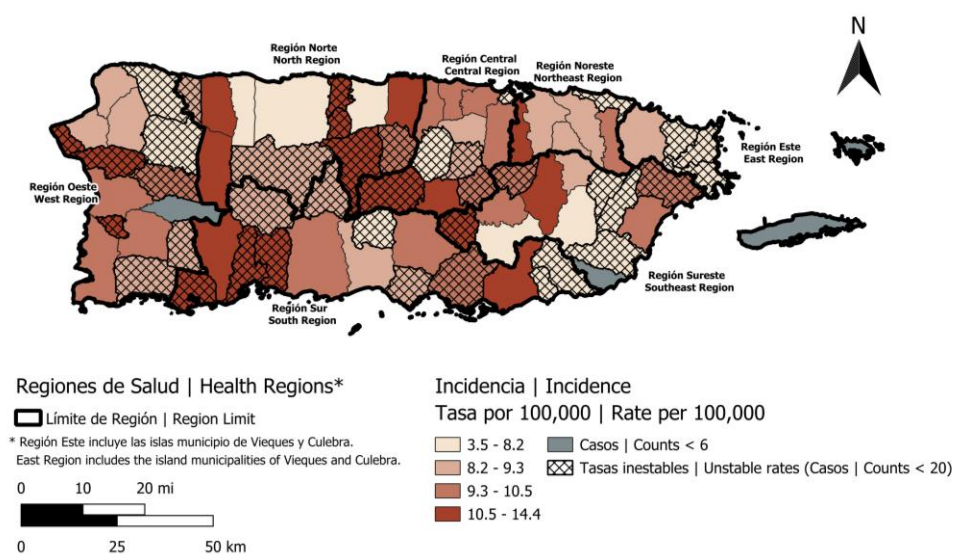 N
Región Norte
North Region
Región Central
Central Region
Región Noreste
Northeast Region
Región Este
East Region
Región Oeste
West Region
Región Sureste
Southeast Region
Región Sur
South Region
Regiones de Salud | Health Regions*
Límite de Región | Region Limit
* Región Este incluye las islas municipio de Vieques y Culebra.
East Region includes the island municipalities of Vieques and Culebra.
0 10 20 mi
0 25 50 km
Incidencia | Incidence
Tasa por 100,000 | Rate per 100,000
3.5 - 8.2
8.2 - 9.3
9.3 - 10.5
10.5 - 14.4
Casos | Counts < 6
Tasas inestables | Unstable rates (Casos | Counts < 20)